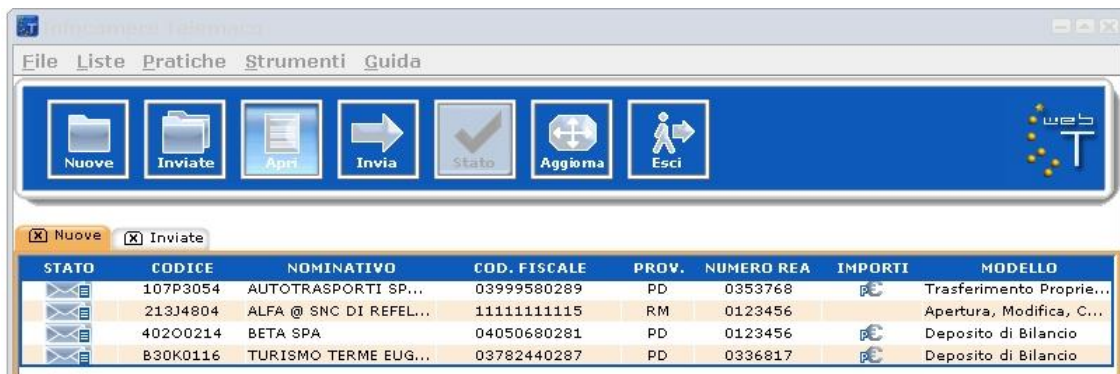 Infocamere Telemaco
File Liste Pratiche Strumenti Guida
Nuove Inviate Apri Invia Stato Aggiorna Esci
web T
Nuove Inviate
STATO CODICE NOMINATIVO COD. FISCALE PROV. NUMERO REA IMPORTI MODELLO
107P3054 AUTOTRASPORTI SP... 03999580289 PD 0353768 Trasferimento Proprie...
213J4804 ALFA @ SNC DI REFEL... 11111111115 RM 0123456 Apertura, Modifica, C...
402O0214 BETA SPA 04050680281 PD 0123456 Deposito di Bilancio
B30K0116 TURISMO TERME EUG... 03782440287 PD 0336817 Deposito di Bilancio